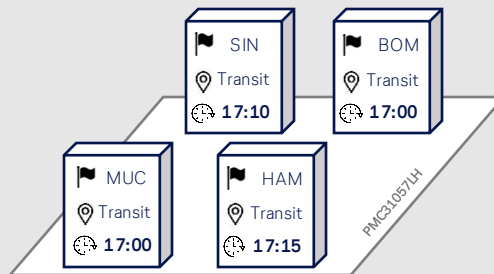 SIN
Transit
17:10
BOM
Transit
17:00
MUC
Transit
17:00
HAM
Transit
17:15
PMC31057LH